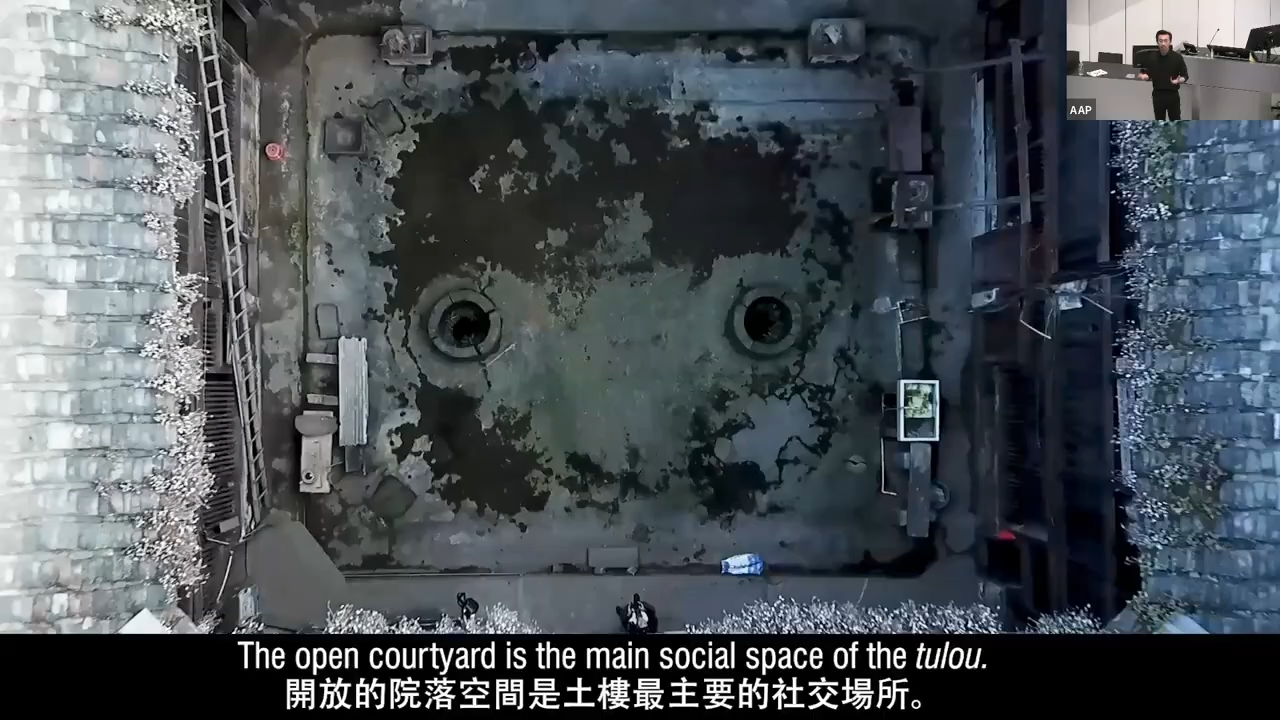 AAP
The open courtyard is the main social space of the tulou.
開放的院落空間是土樓最主要的社交場所。